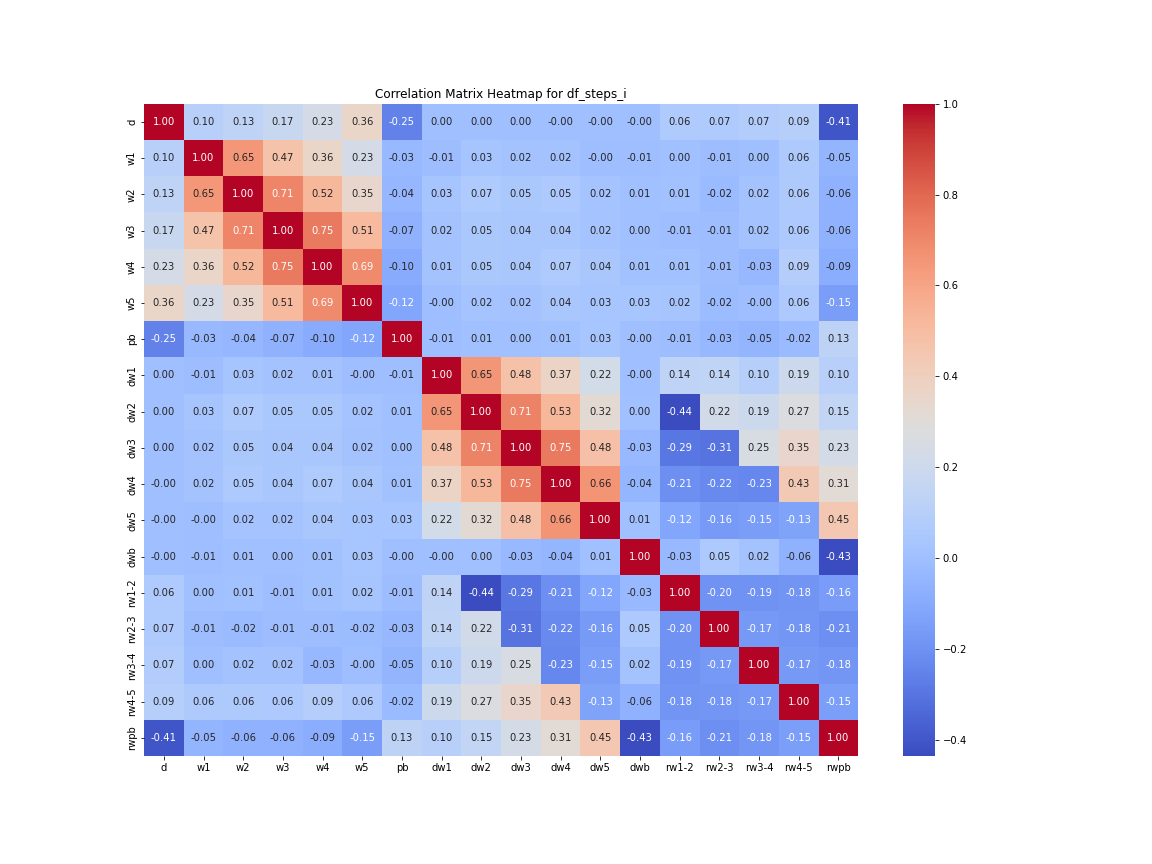 Correlation Matrix Heatmap for df_steps_i
d 1.00 0.10 0.13 0.17 0.23 0.36 -0.25 0.00 0.00 0.00 -0.00 -0.00 -0.00 0.06 0.07 0.07 0.09 -0.41
w1 0.10 1.00 0.65 0.47 0.36 0.23 -0.03 -0.01 0.03 0.02 0.02 -0.00 -0.01 0.00 -0.01 0.00 0.06 -0.05
w2 0.13 0.65 1.00 0.71 0.52 0.35 -0.04 0.03 0.07 0.05 0.05 0.02 0.01 0.01 -0.02 0.02 0.06 -0.06
w3 0.17 0.47 0.71 1.00 0.75 0.51 -0.07 0.02 0.05 0.04 0.04 0.02 0.00 -0.01 -0.01 0.02 0.06 -0.06
w4 0.23 0.36 0.52 0.75 1.00 0.69 -0.10 0.01 0.05 0.04 0.07 0.04 0.01 0.01 -0.01 -0.03 0.09 -0.09
w5 0.36 0.23 0.35 0.51 0.69 1.00 -0.12 -0.00 0.02 0.02 0.04 0.03 0.03 0.02 -0.02 -0.00 0.06 -0.15
pb -0.25 -0.03 -0.04 -0.07 -0.10 -0.12 1.00 -0.01 0.01 0.00 0.01 0.03 -0.00 -0.01 -0.03 -0.05 -0.02 0.13
dw1 0.00 -0.01 0.03 0.02 0.01 -0.00 -0.01 1.00 0.65 0.48 0.37 0.22 -0.00 0.14 0.14 0.10 0.19 0.10
dw2 0.00 0.03 0.07 0.05 0.05 0.02 0.01 0.65 1.00 0.71 0.53 0.32 0.00 -0.44 0.22 0.19 0.27 0.15
dw3 0.00 0.02 0.05 0.04 0.04 0.02 0.00 0.48 0.71 1.00 0.75 0.48 -0.03 -0.29 -0.31 0.25 0.35 0.23
dw4 -0.00 0.02 0.05 0.04 0.07 0.04 0.01 0.37 0.53 0.75 1.00 0.66 -0.04 -0.21 -0.22 -0.23 0.43 0.31
dw5 -0.00 -0.00 0.02 0.02 0.04 0.03 0.03 0.22 0.32 0.48 0.66 1.00 0.01 -0.12 -0.16 -0.15 -0.13 0.45
dwb -0.00 -0.01 0.01 0.00 0.01 0.03 -0.00 -0.00 0.00 -0.03 -0.04 0.01 1.00 -0.03 0.05 0.02 -0.06 -0.43
rw1-2 0.06 0.00 0.01 -0.01 0.01 0.02 -0.01 0.14 -0.44 -0.29 -0.21 -0.12 -0.03 1.00 -0.20 -0.19 -0.18 -0.16
rw2-3 0.07 -0.01 -0.02 -0.01 -0.01 -0.02 -0.03 0.14 0.22 -0.31 -0.22 -0.16 0.05 -0.20 1.00 -0.17 -0.18 -0.21
rw3-4 0.07 0.00 0.02 0.02 -0.03 -0.00 -0.05 0.10 0.19 0.25 -0.23 -0.15 0.02 -0.19 -0.17 1.00 -0.17 -0.18
rw4-5 0.09 0.06 0.06 0.06 0.09 0.06 -0.02 0.19 0.27 0.35 0.43 -0.13 -0.06 -0.18 -0.18 -0.17 1.00 -0.15
rwpb -0.41 -0.05 -0.06 -0.06 -0.09 -0.15 0.13 0.10 0.15 0.23 0.31 0.45 -0.43 -0.16 -0.21 -0.18 -0.15 1.00
d w1 w2 w3 w4 w5 pb dw1 dw2 dw3 dw4 dw5 dwb rw1-2 rw2-3 rw3-4 rw4-5 rwpb
1.0
0.8
0.6
0.4
0.2
0.0
−0.2
−0.4